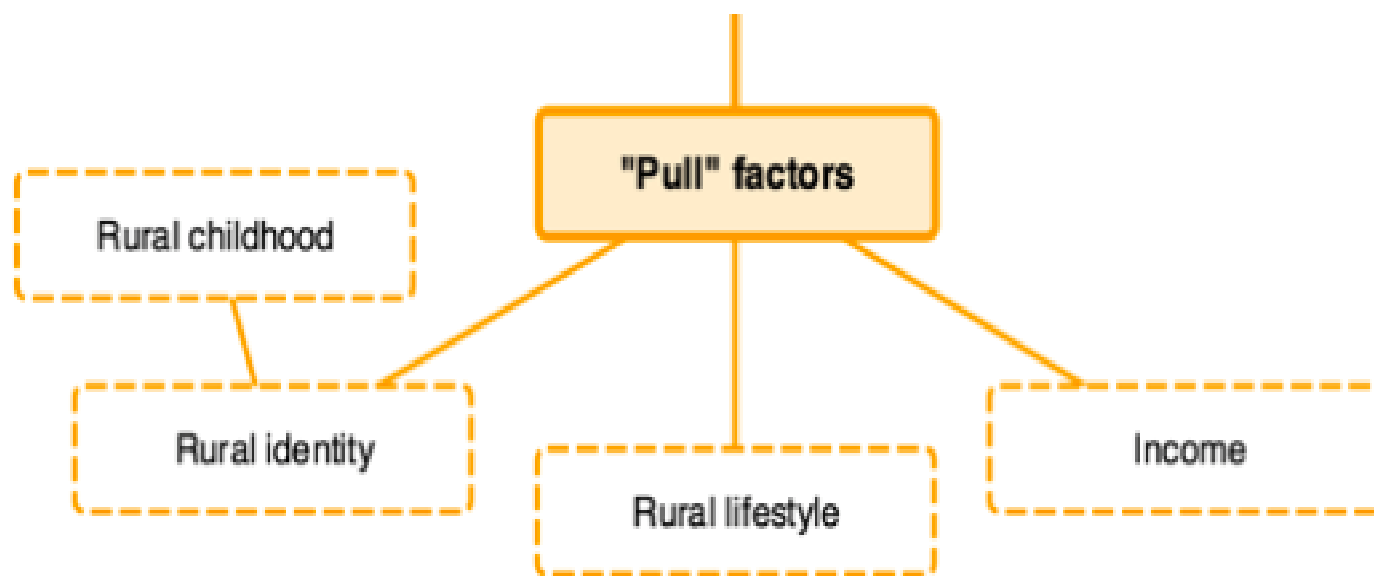 "Pull" factors
Rural childhood
Rural identity
Rural lifestyle
Income